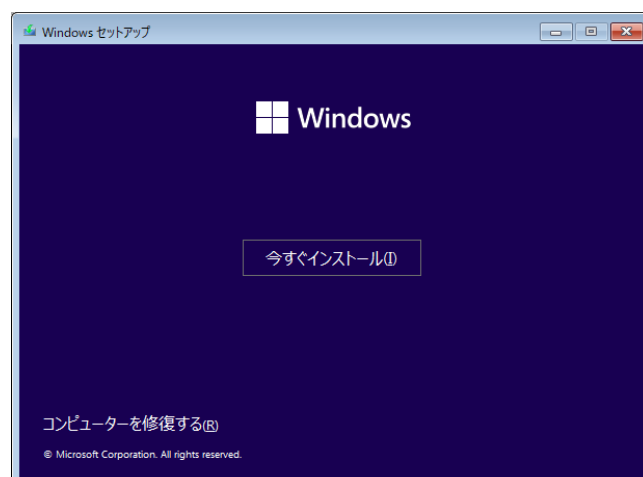 Windows セットアップ
Windows
今すぐインストール(I)
コンピューターを修復する(R)
© Microsoft Corporation. All rights reserved.